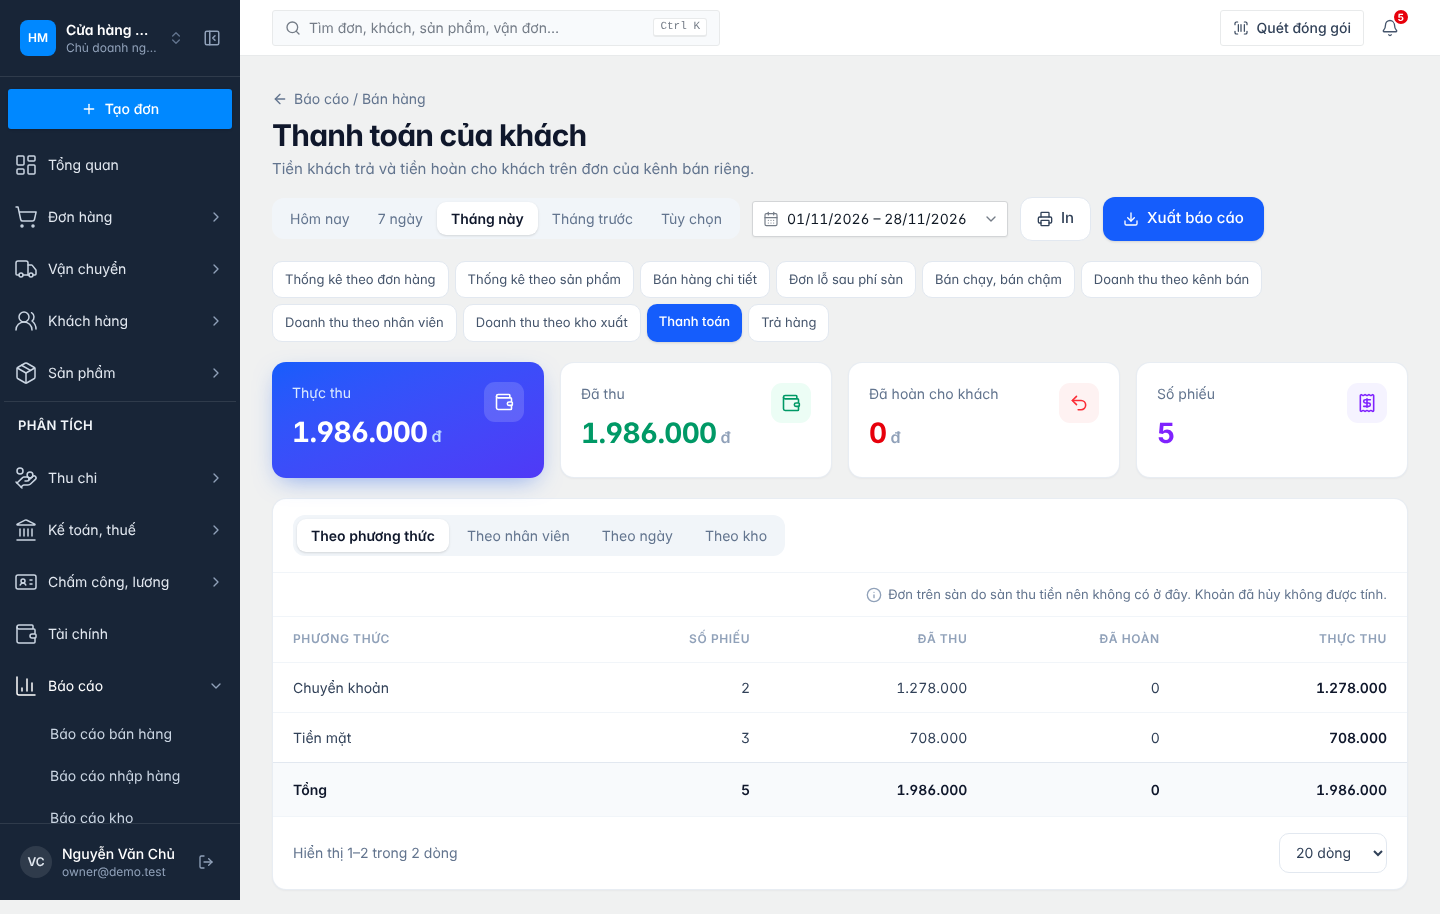 HM
Cửa hàng ...
Chủ doanh ng...
Tạo đơn
Tổng quan
Đơn hàng
Vận chuyển
Khách hàng
Sản phẩm
PHÂN TÍCH
Thu chi
Kế toán, thuế
Chấm công, lương
Tài chính
Báo cáo
Báo cáo bán hàng
Báo cáo nhập hàng
Báo cáo kho
VC
Nguyễn Văn Chủ
owner@demo.test
Tìm đơn, khách, sản phẩm, vận đơn... Ctrl K
Quét đóng gói
5
Báo cáo / Bán hàng
Thanh toán của khách
Tiền khách trả và tiền hoàn cho khách trên đơn của kênh bán riêng.
Hôm nay 7 ngày Tháng này Tháng trước Tùy chọn 01/11/2026 – 28/11/2026 In Xuất báo cáo
Thống kê theo đơn hàng Thống kê theo sản phẩm Bán hàng chi tiết Đơn lỗ sau phí sàn Bán chạy, bán chậm Doanh thu theo kênh bán
Doanh thu theo nhân viên Doanh thu theo kho xuất Thanh toán Trả hàng
Thực thu
1.986.000 đ
Đã thu
1.986.000 đ
Đã hoàn cho khách
0 đ
Số phiếu
5
Theo phương thức Theo nhân viên Theo ngày Theo kho
Đơn trên sàn do sàn thu tiền nên không có ở đây. Khoản đã hủy không được tính.
PHƯƠNG THỨC SỐ PHIẾU ĐÃ THU ĐÃ HOÀN THỰC THU
Chuyển khoản 2 1.278.000 0 1.278.000
Tiền mặt 3 708.000 0 708.000
Tổng 5 1.986.000 0 1.986.000
Hiển thị 1–2 trong 2 dòng
20 dòng